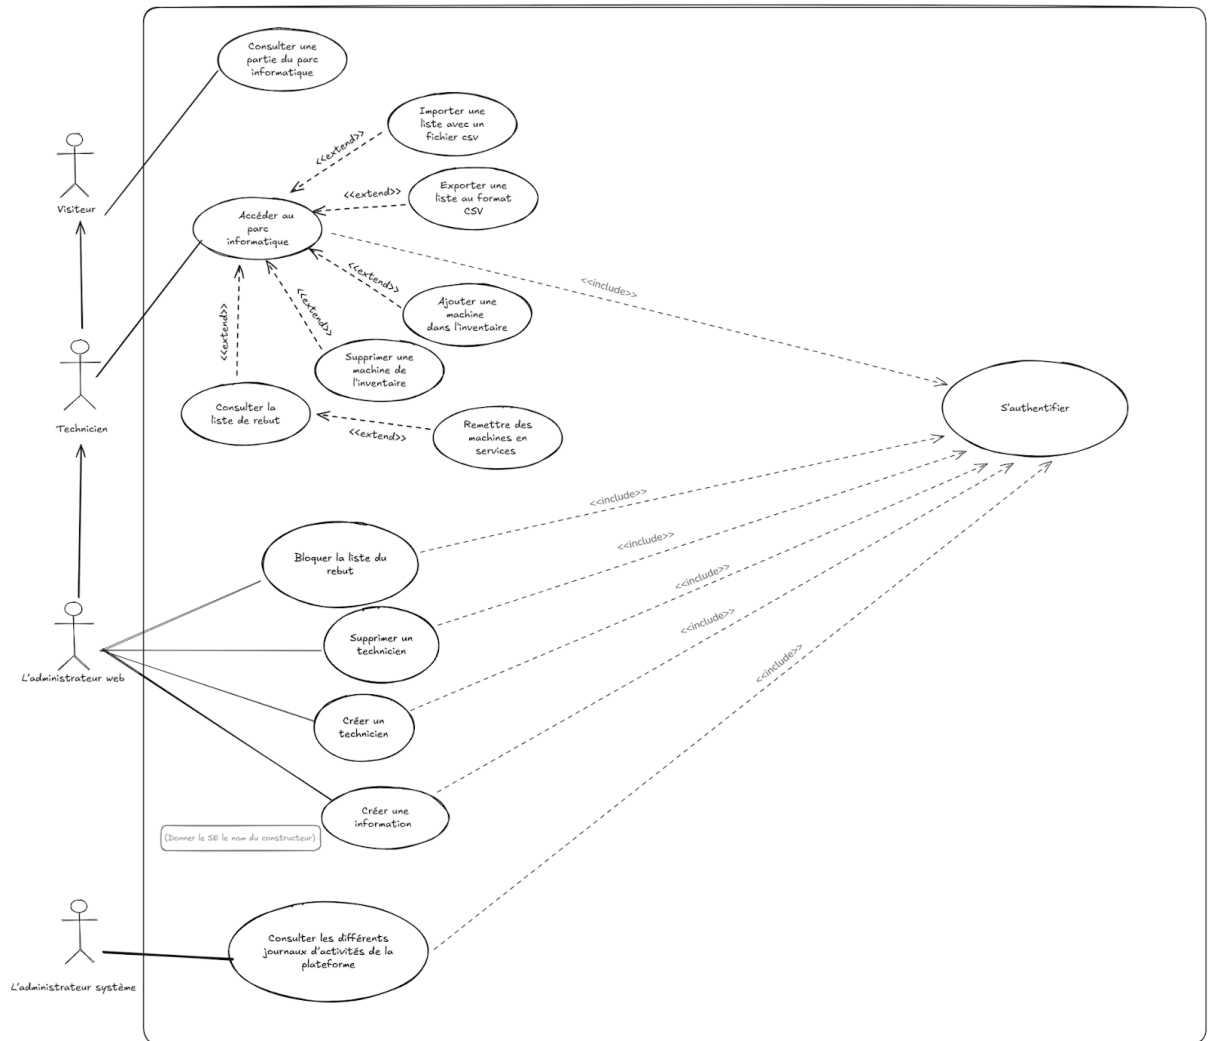 Consulter une
partie du parc
informatique
Importer une
liste avec un
fichier csv
<<extend>>
Exporter une
liste au format
CSV
<<extend>>
Visiteur
Accéder au
parc
informatique
<<include>>
<<extend>>
Ajouter une
machine
dans l'inventaire
<<extend>>
<<extend>>
Supprimer une
machine de
l'inventaire
Consulter la
liste de rebut
<<extend>>
Remettre des
machines en
services
S'authentifier
Technicien
<<include>>
Bloquer la liste du
rebut
<<include>>
<<include>>
Supprimer un
technicien
<<include>>
<<include>>
L'administrateur web
Créer un
technicien
Créer une
information
(Donner le SE le nom du constructeur)
Consulter les différents
journaux d'activités de la
plateforme
L'administrateur système